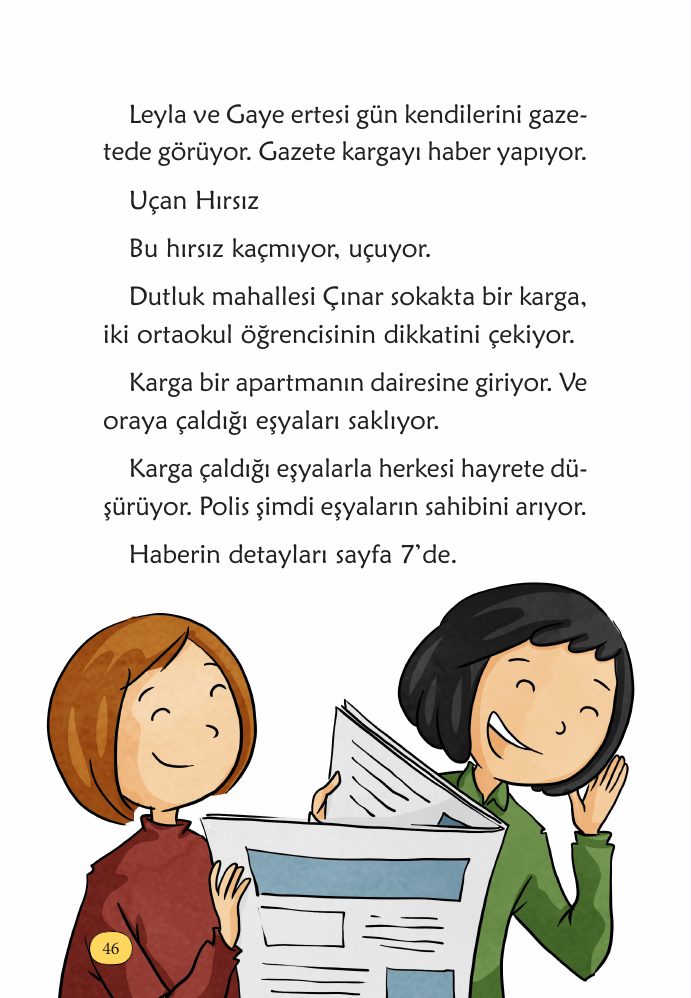 Leyla ve Gaye ertesi gün kendilerini gaze-
tede görüyor. Gazete kargayı haber yapıyor.
Uçan Hırsız
Bu hırsız kaçmıyor, uçuyor.
Dutluk mahallesi Çınar sokakta bir karga,
iki ortaokul öğrencisinin dikkatini çekiyor.
Karga bir apartmanın dairesine giriyor. Ve
oraya çaldığı eşyaları saklıyor.
Karga çaldığı eşyalarla herkesi hayrete dü-
şürüyor. Polis şimdi eşyaların sahibini arıyor.
Haberin detayları sayfa 7’de.
46